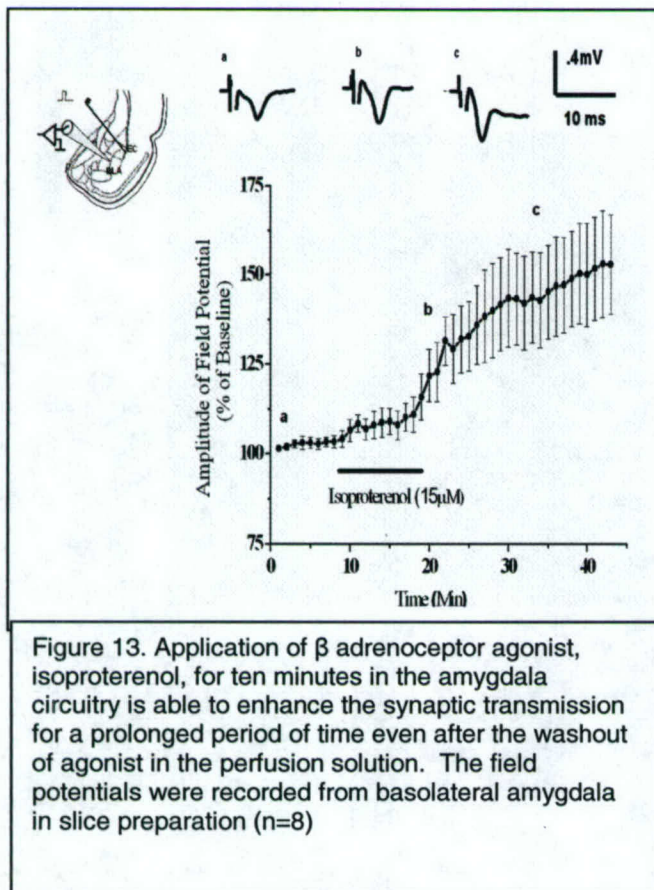 a
b
c
.4mV
10 ms
EC
BLA
175
150
125
100
75
Amplitude of Field Potential
(% of Baseline)
a
b
c
Isoproterenol (15µM)
0
10
20
30
40
Time(Min)
Figure 13. Application of β adrenoceptor agonist,
isoproterenol, for ten minutes in the amygdala
circuitry is able to enhance the synaptic transmission
for a prolonged period of time even after the washout
of agonist in the perfusion solution. The field
potentials were recorded from basolateral amygdala
in slice preparation (n=8)